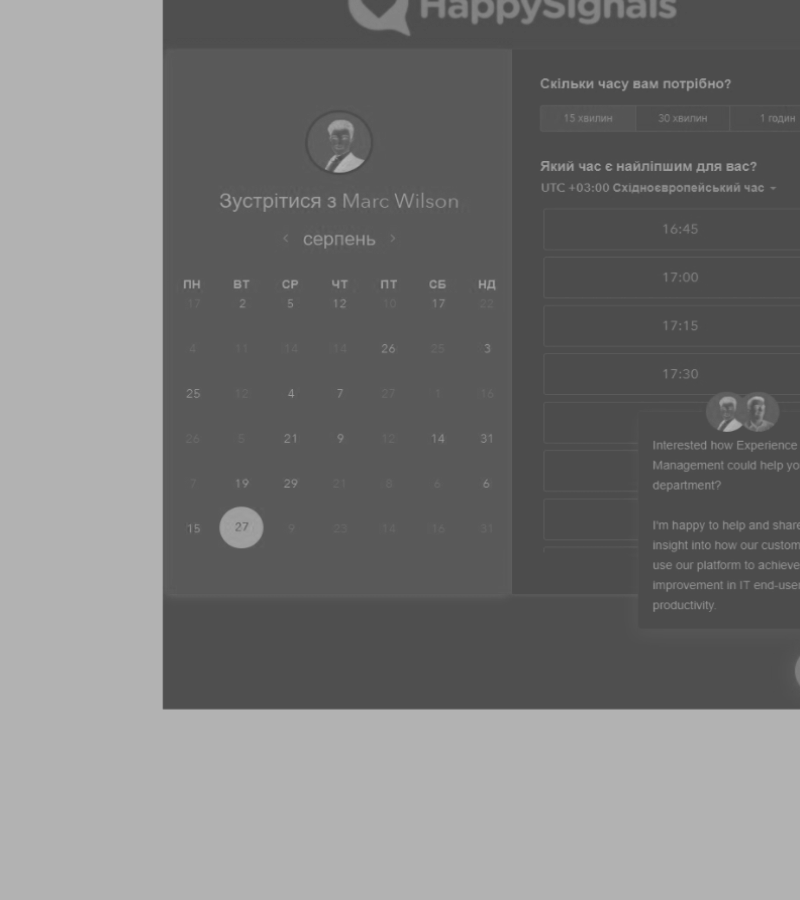 HappySignals
Зустрітися з Marc Wilson
серпень
ПН ВТ СР ЧТ ПТ СБ НД
17 2 5 12 10 17 22
4 11 14 14 26 25 3
25 12 4 7 27 1 16
26 5 21 9 12 14 31
7 19 29 21 8 6 6
15 27 9 23 14 16 31
Скільки часу вам потрібно?
15 хвилин 30 хвилин 1 годин
Який час є найліпшим для вас?
UTC +03:00 Східноєвропейський час
16:45
17:00
17:15
17:30
Interested how Experience
Management could help yo
department?
I'm happy to help and share
insight into how our custom
use our platform to achieve
improvement in IT end-user
productivity.